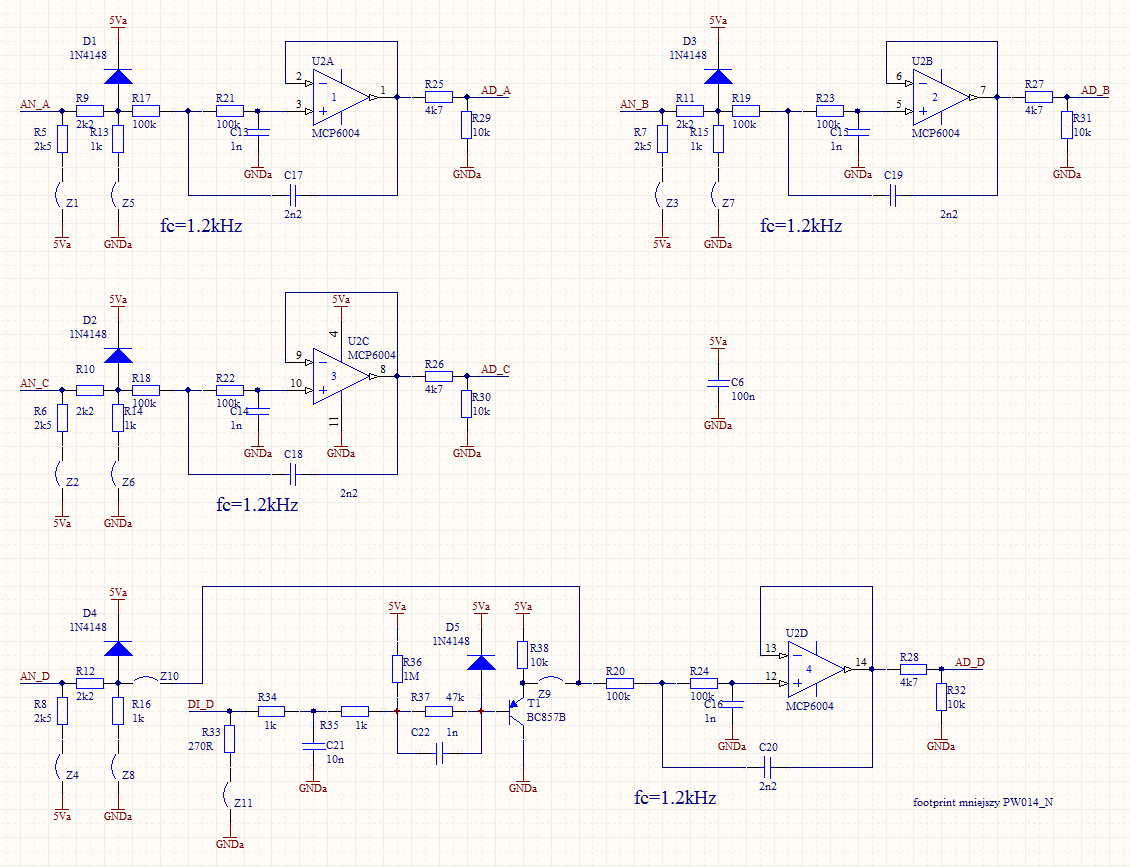 5Va
D1
1N4148
AN_A
R9
2k2
R17
100k
R21
100k
R5
2k5
R13
1k
C13
1n
Z1
Z5
5Va
GNDa
GNDa
U2A
2
3
1
1
MCP6004
R25
4k7
AD_A
R29
10k
GNDa
C17
2n2
fc=1.2kHz
5Va
D3
1N4148
AN_B
R11
2k2
R19
100k
R23
100k
R7
2k5
R15
1k
C15
1n
Z3
Z7
5Va
GNDa
GNDa
U2B
6
5
2
7
MCP6004
R27
4k7
AD_B
R31
10k
GNDa
C19
2n2
fc=1.2kHz
5Va
D2
1N4148
AN_C
R10
2k2
R18
100k
R22
100k
R6
2k5
R14
1k
C14
1n
Z2
Z6
5Va
GNDa
GNDa
5Va
4
U2C
MCP6004
9
10
3
8
11
GNDa
R26
4k7
AD_C
R30
10k
GNDa
C18
2n2
fc=1.2kHz
5Va
C6
100n
GNDa
5Va
D4
1N4148
AN_D
R12
2k2
Z10
R8
2k5
R16
1k
Z4
Z8
5Va
GNDa
DI_D
R33
270R
Z11
GNDa
R34
1k
R35
1k
C21
10n
GNDa
5Va
R36
1M
R37
47k
C22
1n
5Va
D5
1N4148
5Va
R38
10k
Z9
T1
BC857B
GNDa
R20
100k
R24
100k
C16
1n
GNDa
U2D
13
12
4
14
MCP6004
R28
4k7
AD_D
R32
10k
GNDa
C20
2n2
fc=1.2kHz
footprint mniejszy PW014_N